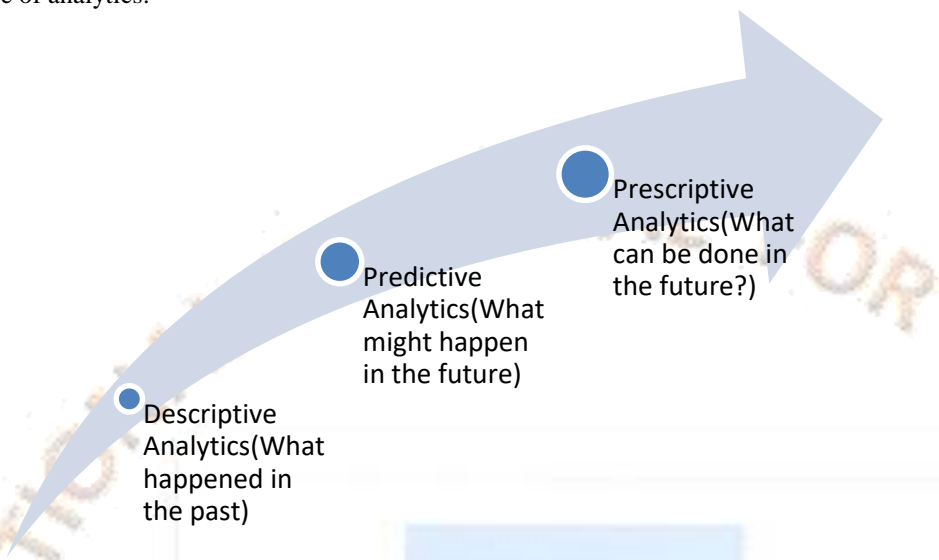 e of analytics.
Prescriptive
Analytics(What
can be done in
the future?)
Predictive
Analytics(What
might happen
in the future)
Descriptive
Analytics(What
happened in
the past)
OR